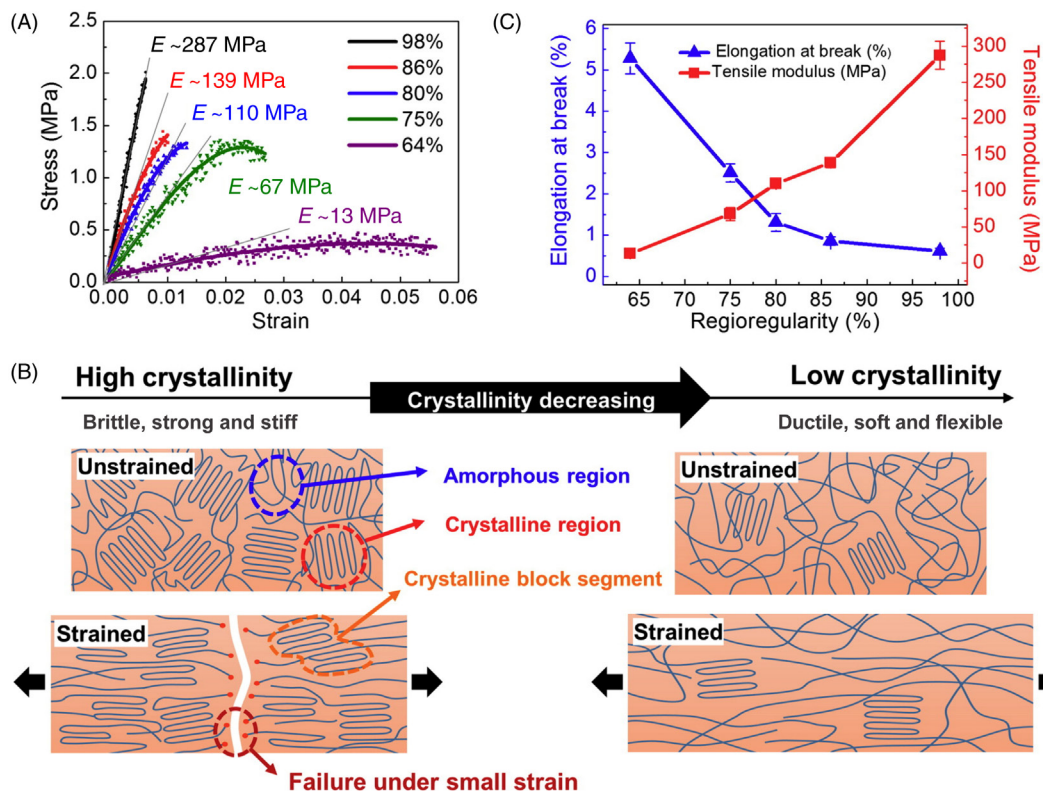 (A)
2.5
2.0
1.5
1.0
0.5
0.0
Stress (MPa)
E ~287 MPa
E ~139 MPa
E ~110 MPa
E ~67 MPa
E ~13 MPa
98%
86%
80%
75%
64%
0.00 0.01 0.02 0.03 0.04 0.05 0.06
Strain
(C)
6
5
4
3
2
1
0
Elongation at break (%)
Elongation at break (%)
Tensile modulus (MPa)
300
250
200
150
100
50
0
Tensile modulus (MPa)
65 70 75 80 85 90 95 100
Regioregularity (%)
(B)
High crystallinity
Crystallinity decreasing
Low crystallinity
Brittle, strong and stiff
Ductile, soft and flexible
Unstrained
Amorphous region
Crystalline region
Crystalline block segment
Unstrained
Strained
Failure under small strain
Strained